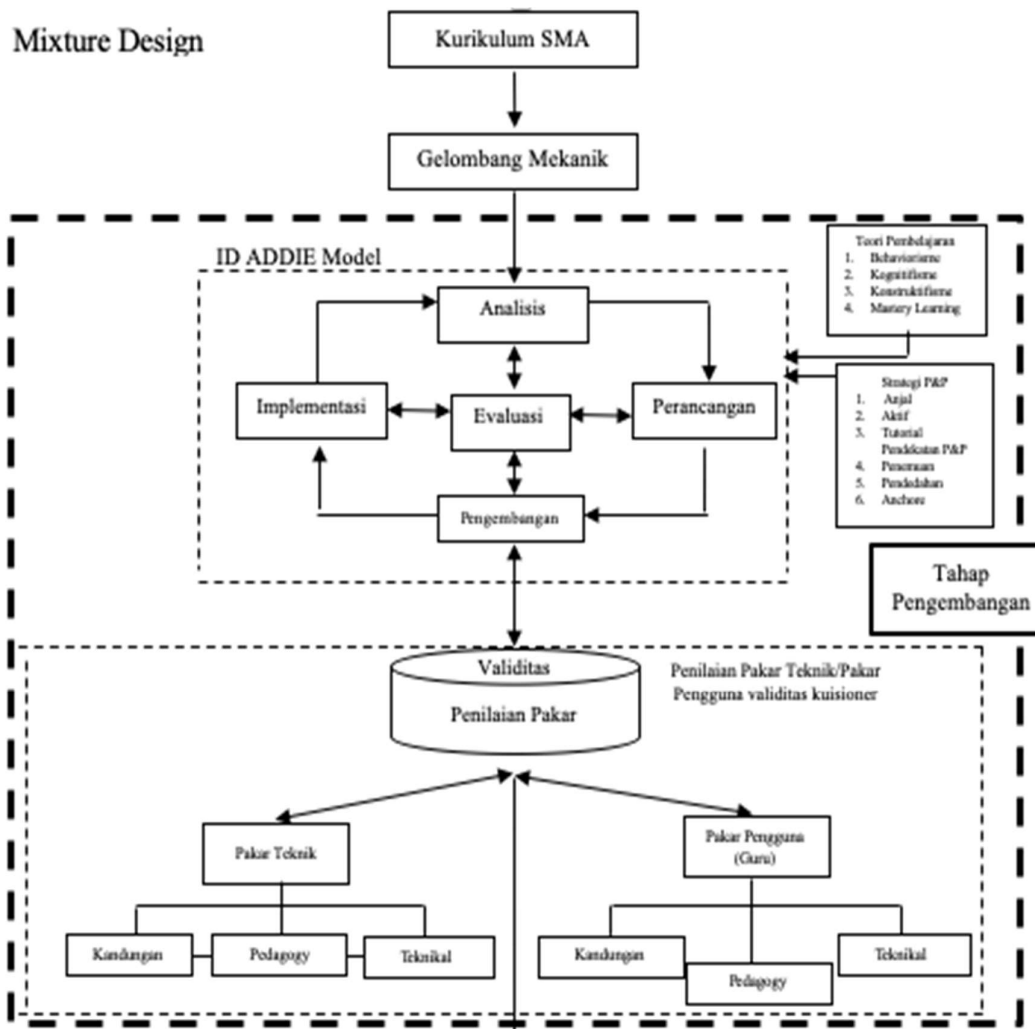 Mixture Design
Kurikulum SMA
Gelombang Mekanik
ID ADDIE Model
Analisis
Implementasi
Evaluasi
Perancangan
Pengembangan
Teori Pembelajaran
1. Behaviorisme
2. Kognitifisme
3. Konstruktifisme
4. Mastery Learning
Strategi P&P
1. Anjal
2. Aktif
3. Tutorial
Pendekatan P&P
4. Penemuan
5. Pendedahan
6. Anchore
Tahap
Pengembangan
Validitas
Penilaian Pakar
Penilaian Pakar Teknik/Pakar
Pengguna validitas kuisioner
Pakar Teknik
Kandungan
Pedagogy
Teknikal
Pakar Pengguna
(Guru)
Kandungan
Pedagogy
Teknikal